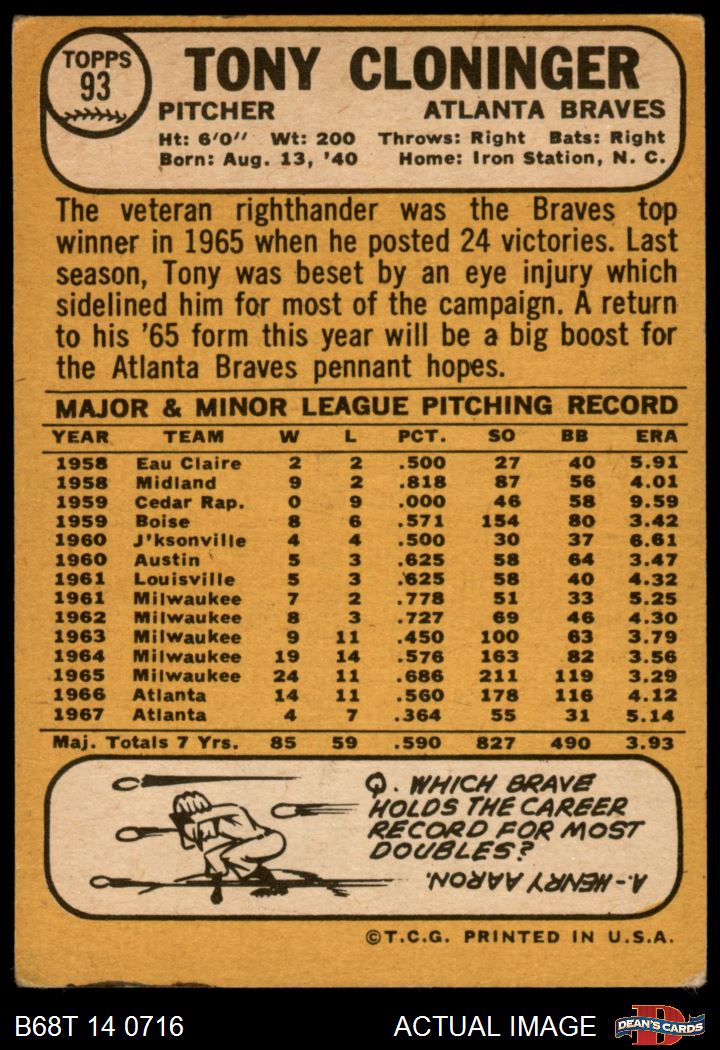 TOPPS
93
TONY CLONINGER
PITCHER ATLANTA BRAVES
Ht: 6'0" Wt: 200 Throws: Right Bats: Right
Born: Aug. 13, '40 Home: Iron Station, N. C.
The veteran righthander was the Braves top
winner in 1965 when he posted 24 victories. Last
season, Tony was beset by an eye injury which
sidelined him for most of the campaign. A return
to his '65 form this year will be a big boost for
the Atlanta Braves pennant hopes.
MAJOR & MINOR LEAGUE PITCHING RECORD
YEAR TEAM W L PCT. SO BB ERA
1958 Eau Claire 2 2 .500 27 40 5.91
1958 Midland 9 2 .818 87 56 4.01
1959 Cedar Rap. 0 9 .000 46 58 9.59
1959 Boise 8 6 .571 154 80 3.42
1960 J'ksonville 4 4 .500 30 37 6.61
1960 Austin 5 3 .625 58 64 3.47
1961 Louisville 5 3 .625 58 40 4.32
1961 Milwaukee 7 2 .778 51 33 5.25
1962 Milwaukee 8 3 .727 69 46 4.30
1963 Milwaukee 9 11 .450 100 63 3.79
1964 Milwaukee 19 14 .576 163 82 3.56
1965 Milwaukee 24 11 .686 211 119 3.29
1966 Atlanta 14 11 .560 178 116 4.12
1967 Atlanta 4 7 .364 55 31 5.14
Maj. Totals 7 Yrs. 85 59 .590 827 490 3.93
Q. WHICH BRAVE
HOLDS THE CAREER
RECORD FOR MOST
DOUBLES?
A-HENRY AARON.
©T.C.G. PRINTED IN U.S.A.
B68T 14 0716 ACTUAL IMAGE
D
DEAN'S CARDS